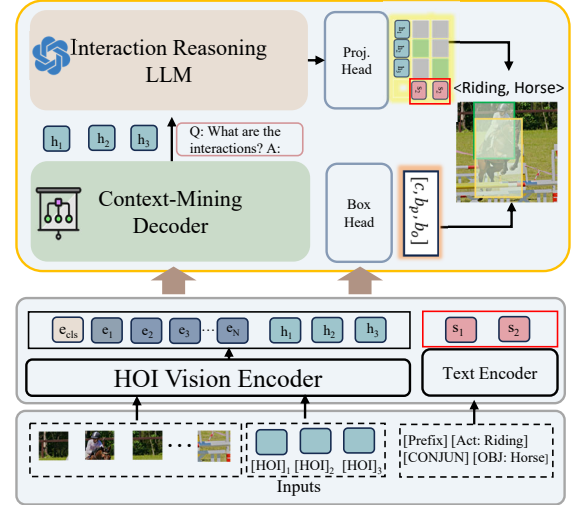 Interaction Reasoning
LLM
Proj.
Head
<Riding, Horse>
h1
h2
h3
Q: What are the
interactions? A:
Context-Mining
Decoder
Box
Head
[c, bp, bo]
ecls
e1
e2
e3
...
eN
h1
h2
h3
s1
s2
HOI Vision Encoder
Text Encoder
[HOI]1
[HOI]2
[HOI]3
[Prefix] [Act: Riding]
[CONJUN] [OBJ: Horse]
Inputs